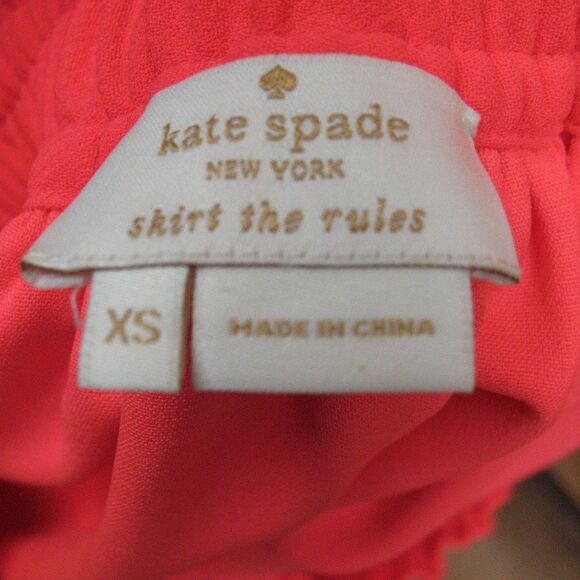 kate spade
NEW YORK
skirt the rules
XS
MADE IN CHINA